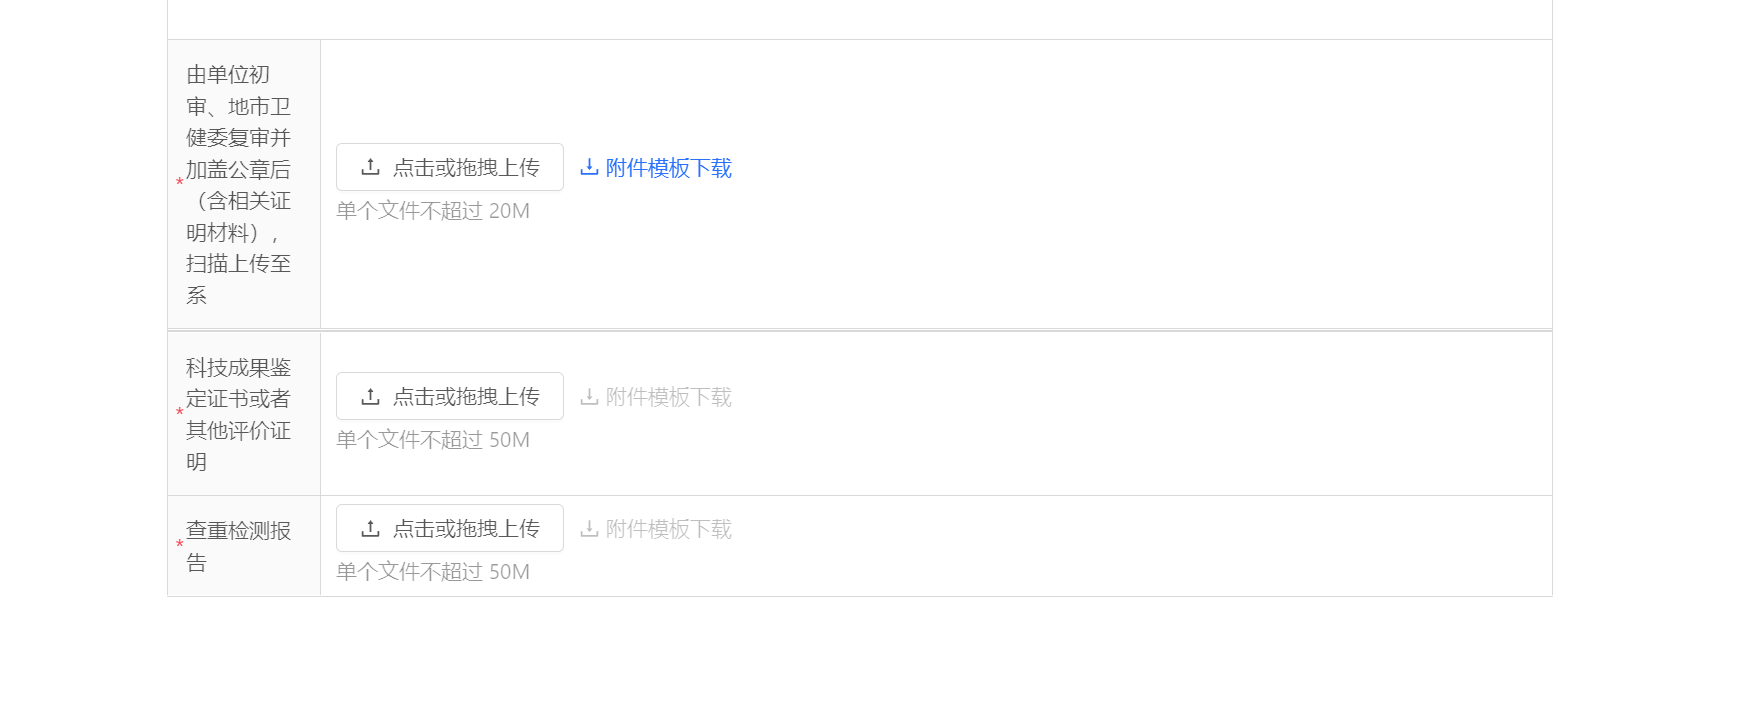 由单位初
审、地市卫
健委复审并
加盖公章后
（含相关证
明材料），
扫描上传至
系
*
点击或拖拽上传 附件模板下载
单个文件不超过 20M
科技成果鉴
定证书或者
其他评价证
明
*
点击或拖拽上传 附件模板下载
单个文件不超过 50M
查重检测报
告
*
点击或拖拽上传 附件模板下载
单个文件不超过 50M